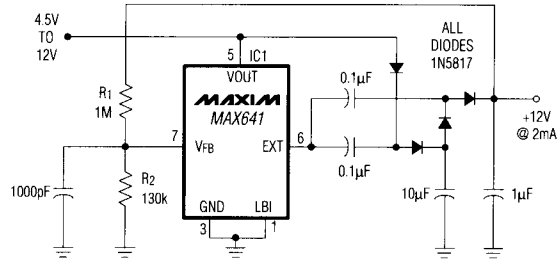 4.5V
TO
12V
5
IC1
VOUT
ALL
DIODES
1N5817
R1
1M
MAXIM
MAX641
0.1µF
+12V
@ 2mA
7
VFB
EXT
6
0.1µF
1000pF
R2
130k
10µF
1µF
GND
LBI
3
1